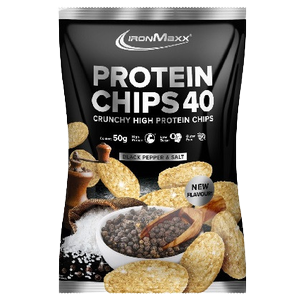 IRONMAXX
PROTEIN
CHIPS 40
CRUNCHY HIGH PROTEIN CHIPS
50g
BLACK PEPPER & SALT
NEW
FLAVOUR